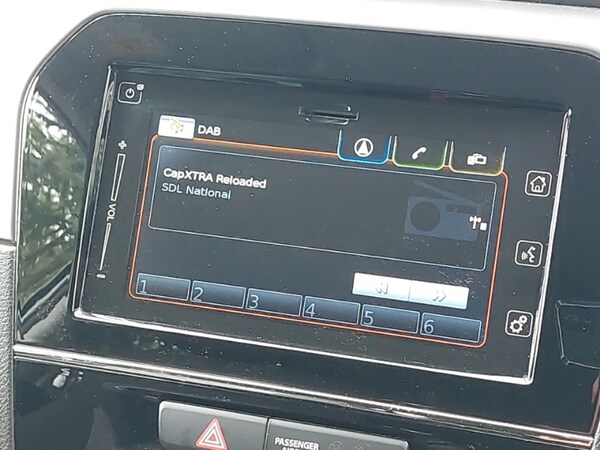 DAB
CapXTRA Reloaded
SDL National
+
VOL
−
1 2 3 4 5 6
PASSENGER